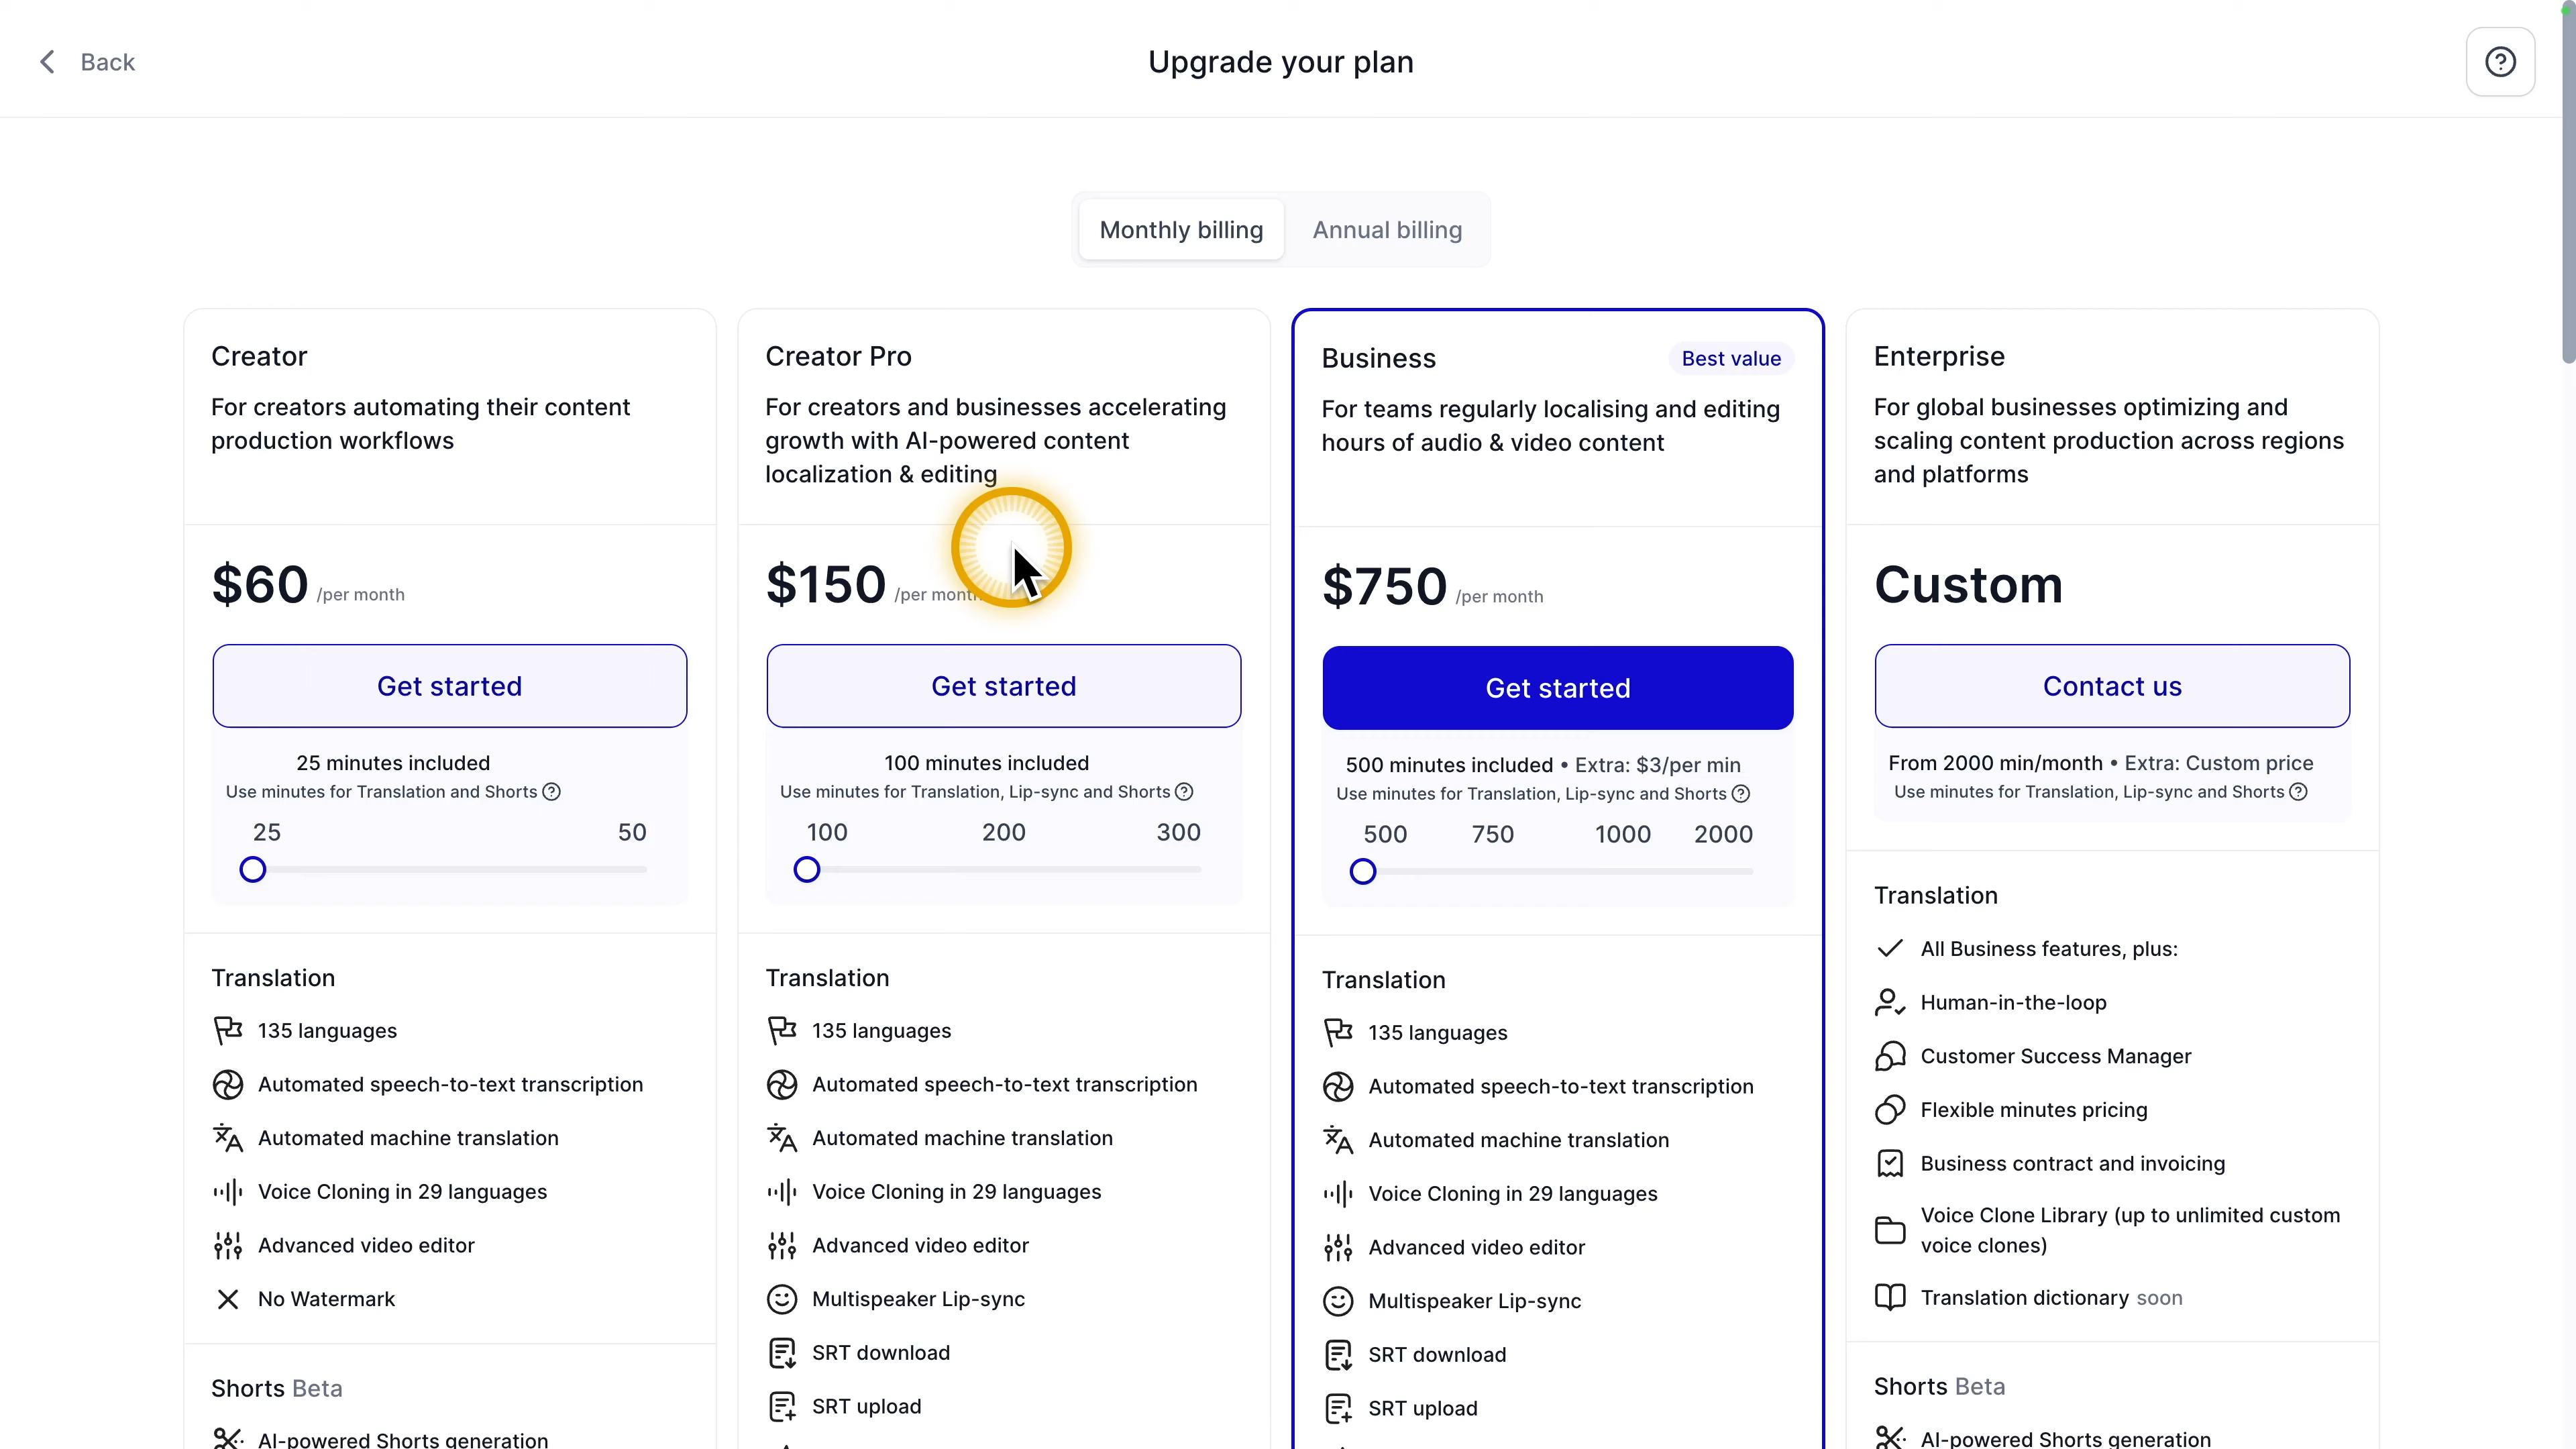 Back
Upgrade your plan
Monthly billing
Annual billing
Creator
For creators automating their content
production workflows
$60 /per month
Get started
25 minutes included
Use minutes for Translation and Shorts
25 50
Translation
135 languages
Automated speech-to-text transcription
Automated machine translation
Voice Cloning in 29 languages
Advanced video editor
No Watermark
Shorts Beta
AI-powered Shorts generation
Creator Pro
For creators and businesses accelerating
growth with AI-powered content
localization & editing
$150 /per month
Get started
100 minutes included
Use minutes for Translation, Lip-sync and Shorts
100 200 300
Translation
135 languages
Automated speech-to-text transcription
Automated machine translation
Voice Cloning in 29 languages
Advanced video editor
Multispeaker Lip-sync
SRT download
SRT upload
Business
Best value
For teams regularly localising and editing
hours of audio & video content
$750 /per month
Get started
500 minutes included • Extra: $3/per min
Use minutes for Translation, Lip-sync and Shorts
500 750 1000 2000
Translation
135 languages
Automated speech-to-text transcription
Automated machine translation
Voice Cloning in 29 languages
Advanced video editor
Multispeaker Lip-sync
SRT download
SRT upload
Enterprise
For global businesses optimizing and
scaling content production across regions
and platforms
Custom
Contact us
From 2000 min/month • Extra: Custom price
Use minutes for Translation, Lip-sync and Shorts
Translation
All Business features, plus:
Human-in-the-loop
Customer Success Manager
Flexible minutes pricing
Business contract and invoicing
Voice Clone Library (up to unlimited custom
voice clones)
Translation dictionary soon
Shorts Beta
AI-powered Shorts generation